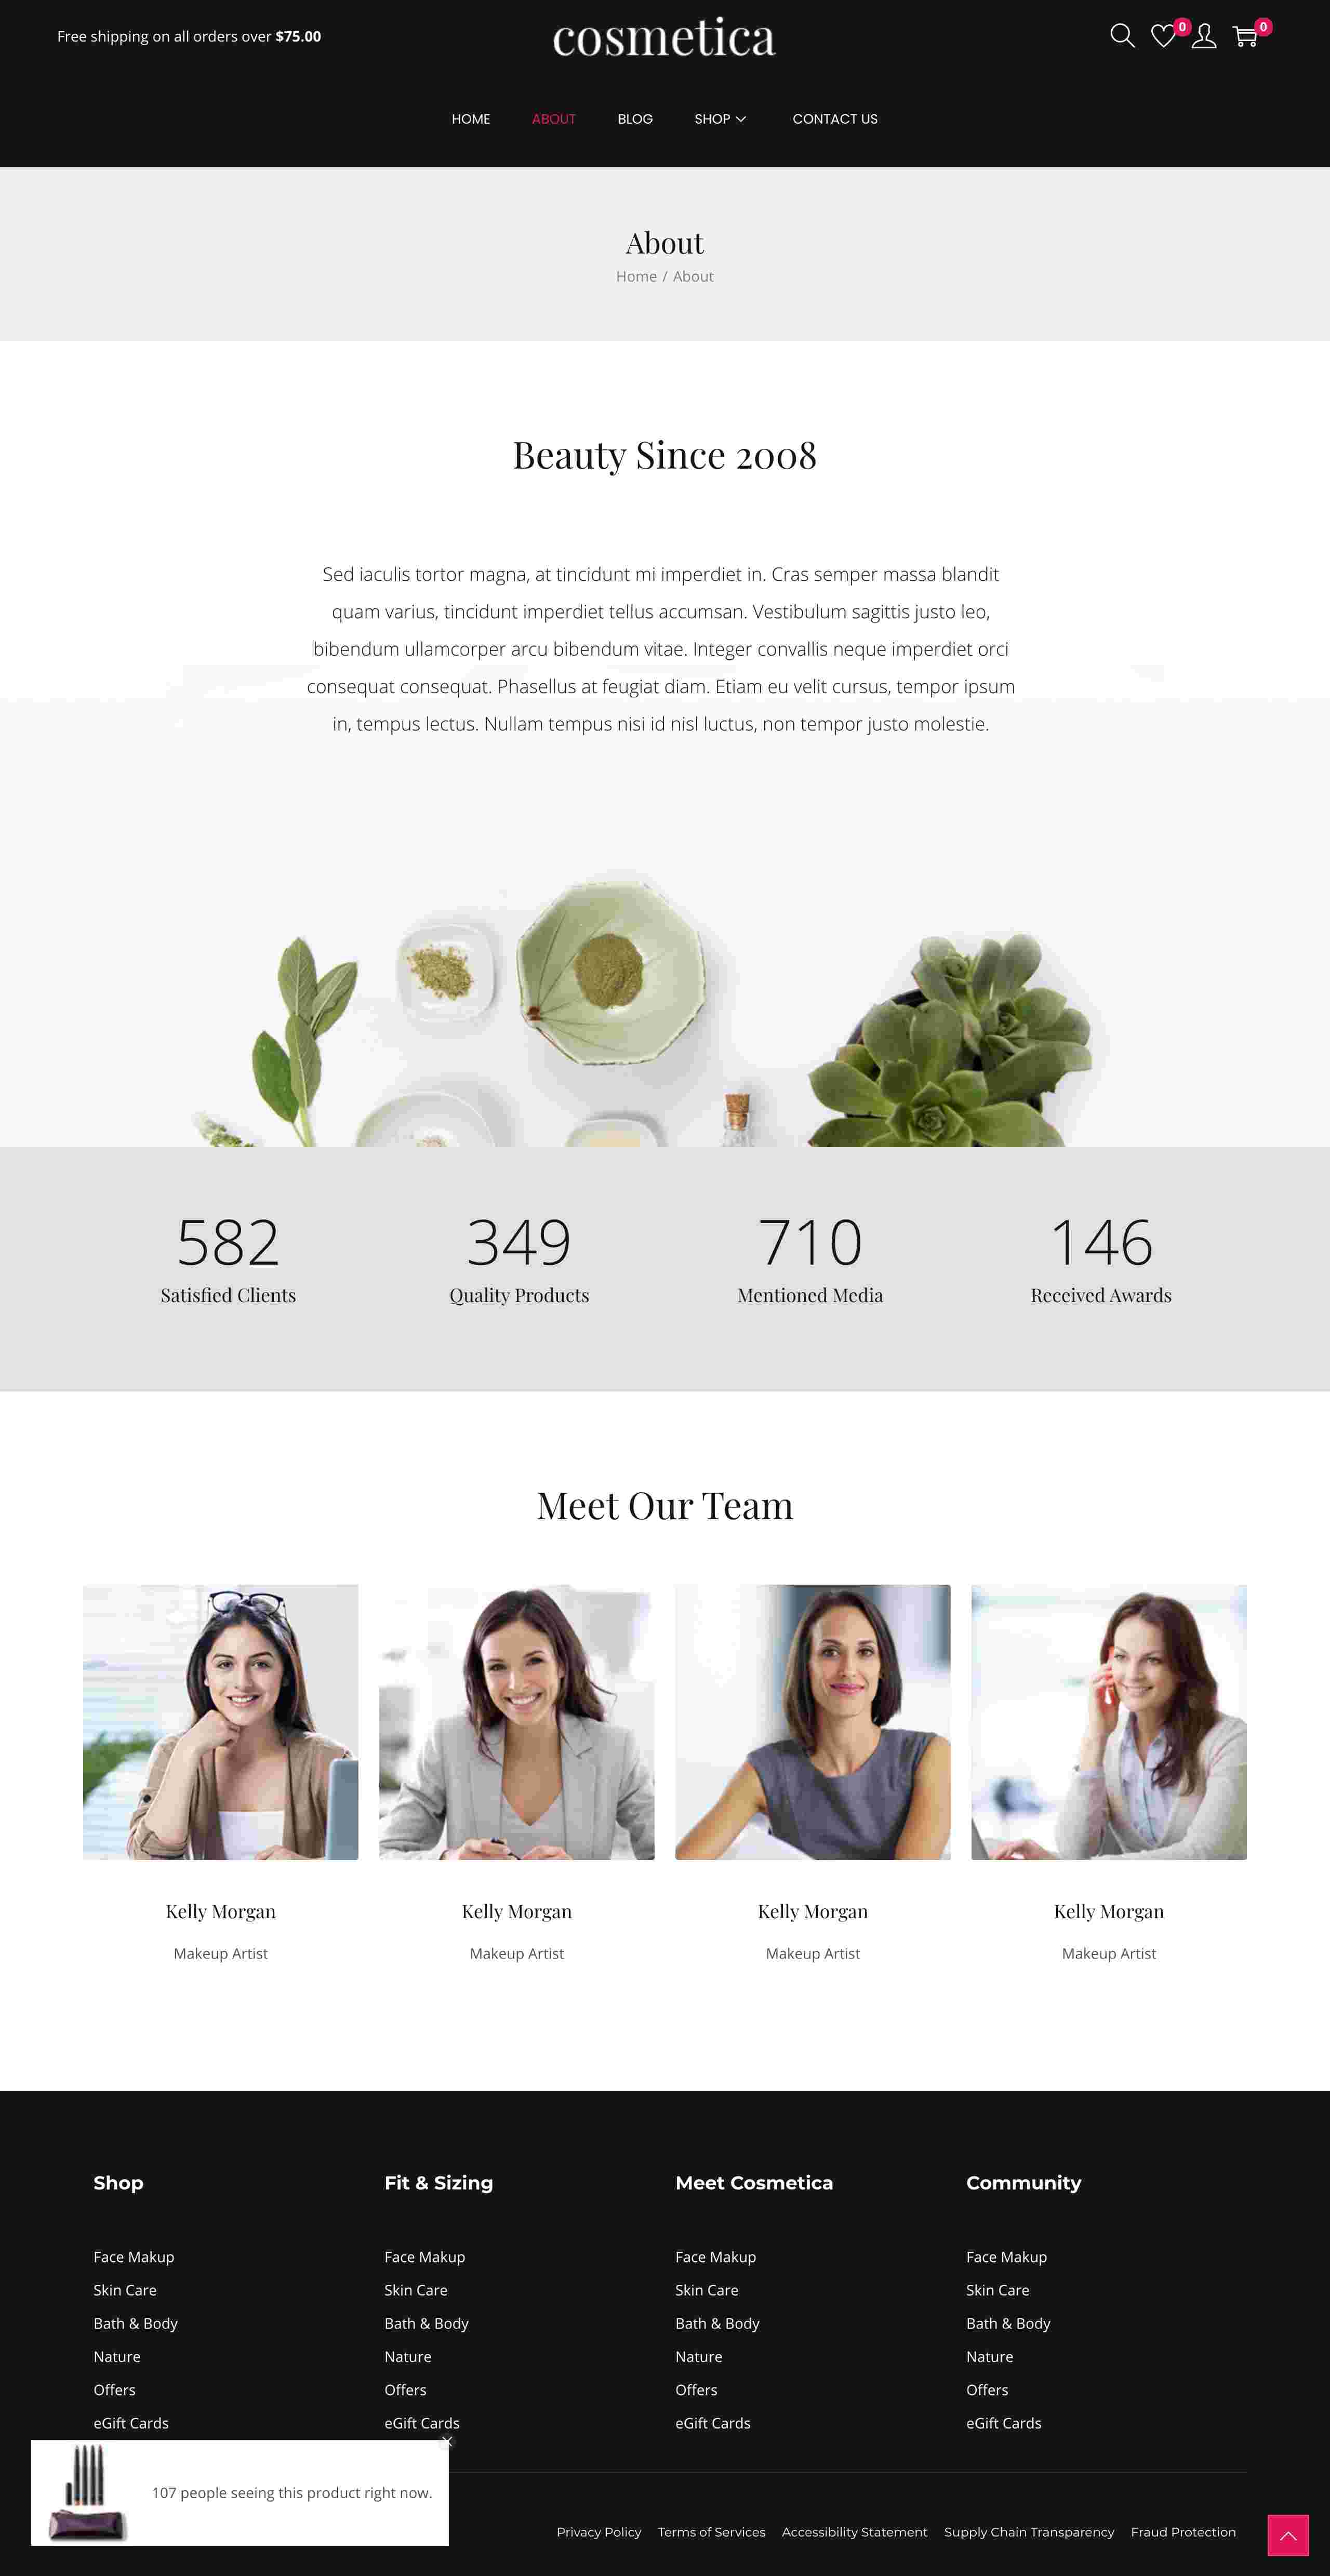 Free shipping on all orders over $75.00
cosmetica
0
0
HOME
ABOUT
BLOG
SHOP
CONTACT US
About
Home / About
Beauty Since 2008
Sed iaculis tortor magna, at tincidunt mi imperdiet in. Cras semper massa blandit
quam varius, tincidunt imperdiet tellus accumsan. Vestibulum sagittis justo leo,
bibendum ullamcorper arcu bibendum vitae. Integer convallis neque imperdiet orci
consequat consequat. Phasellus at feugiat diam. Etiam eu velit cursus, tempor ipsum
in, tempus lectus. Nullam tempus nisi id nisl luctus, non tempor justo molestie.
582
Satisfied Clients
349
Quality Products
710
Mentioned Media
146
Received Awards
Meet Our Team
Kelly Morgan
Makeup Artist
Kelly Morgan
Makeup Artist
Kelly Morgan
Makeup Artist
Kelly Morgan
Makeup Artist
Shop
Face Makup
Skin Care
Bath & Body
Nature
Offers
eGift Cards
Fit & Sizing
Face Makup
Skin Care
Bath & Body
Nature
Offers
eGift Cards
Meet Cosmetica
Face Makup
Skin Care
Bath & Body
Nature
Offers
eGift Cards
Community
Face Makup
Skin Care
Bath & Body
Nature
Offers
eGift Cards
107 people seeing this product right now.
Privacy Policy
Terms of Services
Accessibility Statement
Supply Chain Transparency
Fraud Protection